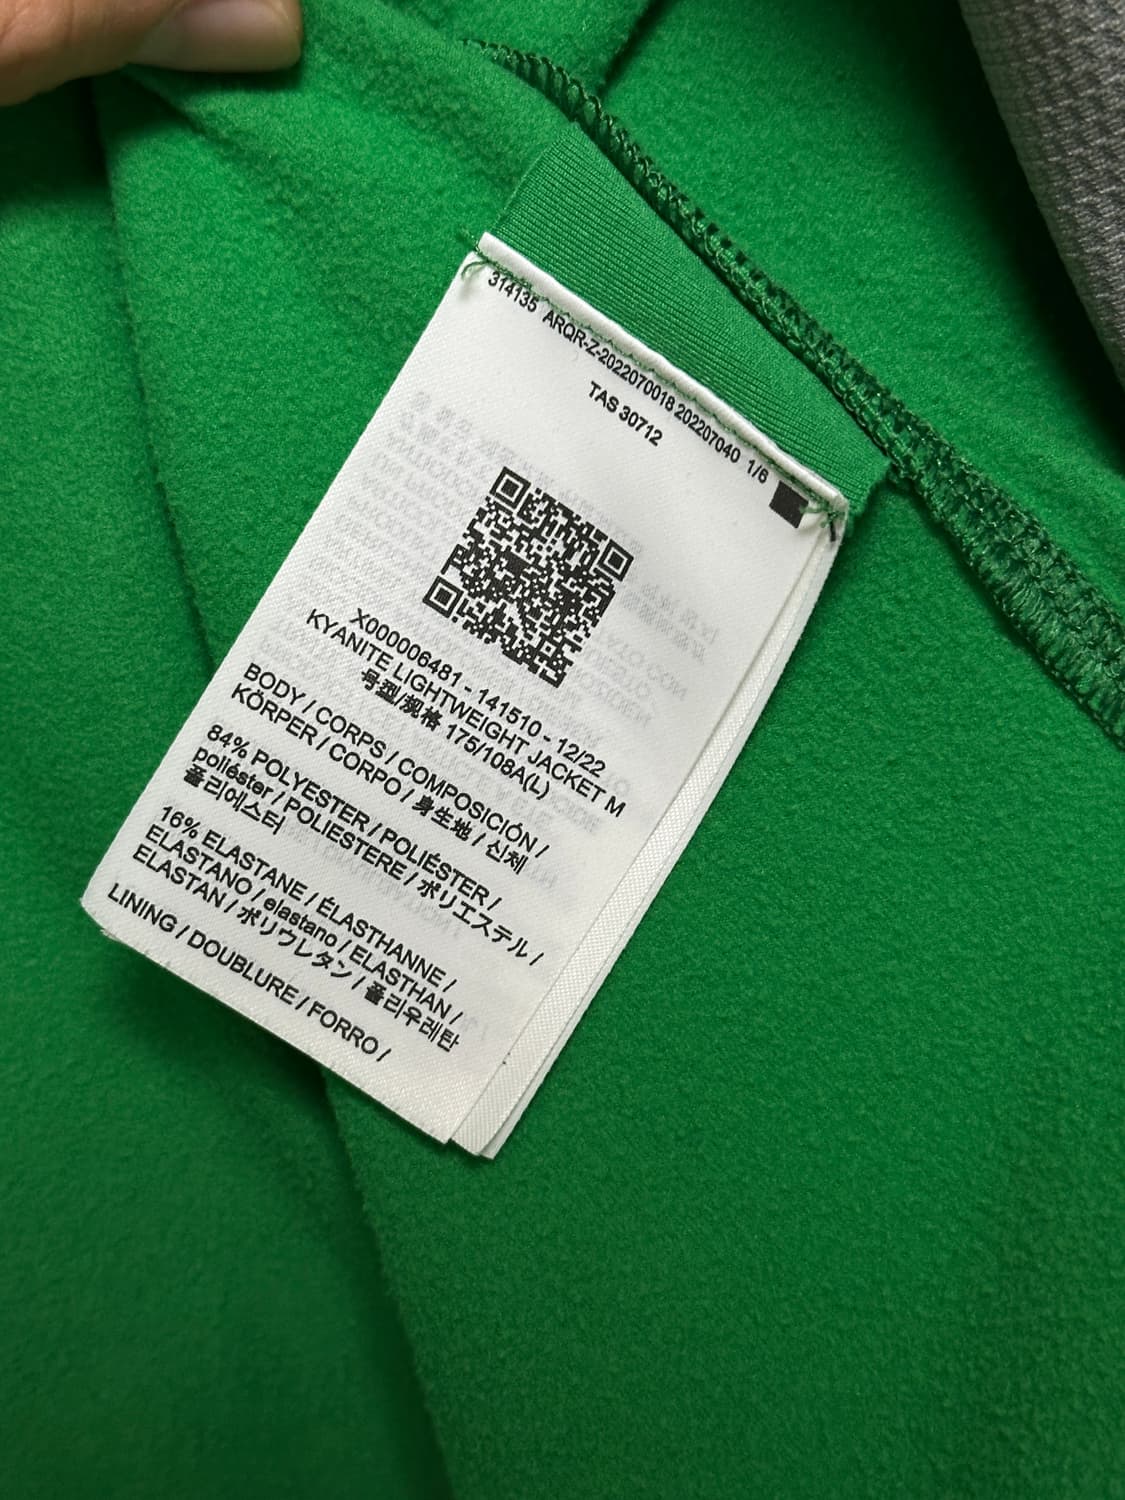 314135 ARQR-Z-2022070018 202207040 1/6
TAS 30712
X000006481 - 141510 - 12/22
KYANITE LIGHTWEIGHT JACKET M
号型/规格 175/108A(L)
BODY / CORPS / COMPOSICIÓN /
KÖRPER / CORPO / 身生地 / 신체
84% POLYESTER / POLIÉSTER /
poliéster / POLIESTERE / ポリエステル /
폴리에스터
16% ELASTANE / ÉLASTHANNE /
ELASTANO / elastano / ELASTHAN /
ELASTAN / ポリウレタン / 폴리우레탄
LINING / DOUBLURE / FORRO /